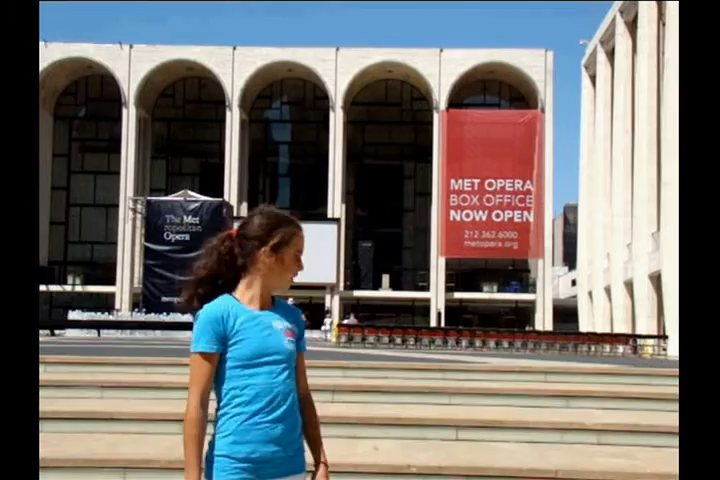 The Met
ropolitan
Opera
MET OPERA
BOX OFFICE
NOW OPEN
212.362.6000
metopera.org